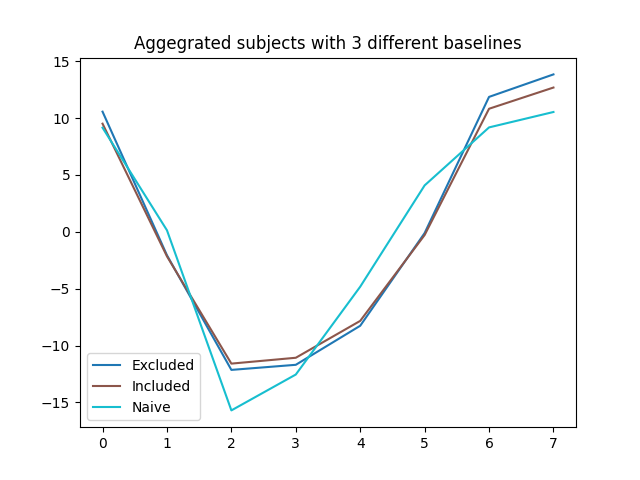 Aggegrated subjects with 3 different baselines
15
10
5
0
−5
−10
−15
Excluded
Included
Naive
0 1 2 3 4 5 6 7